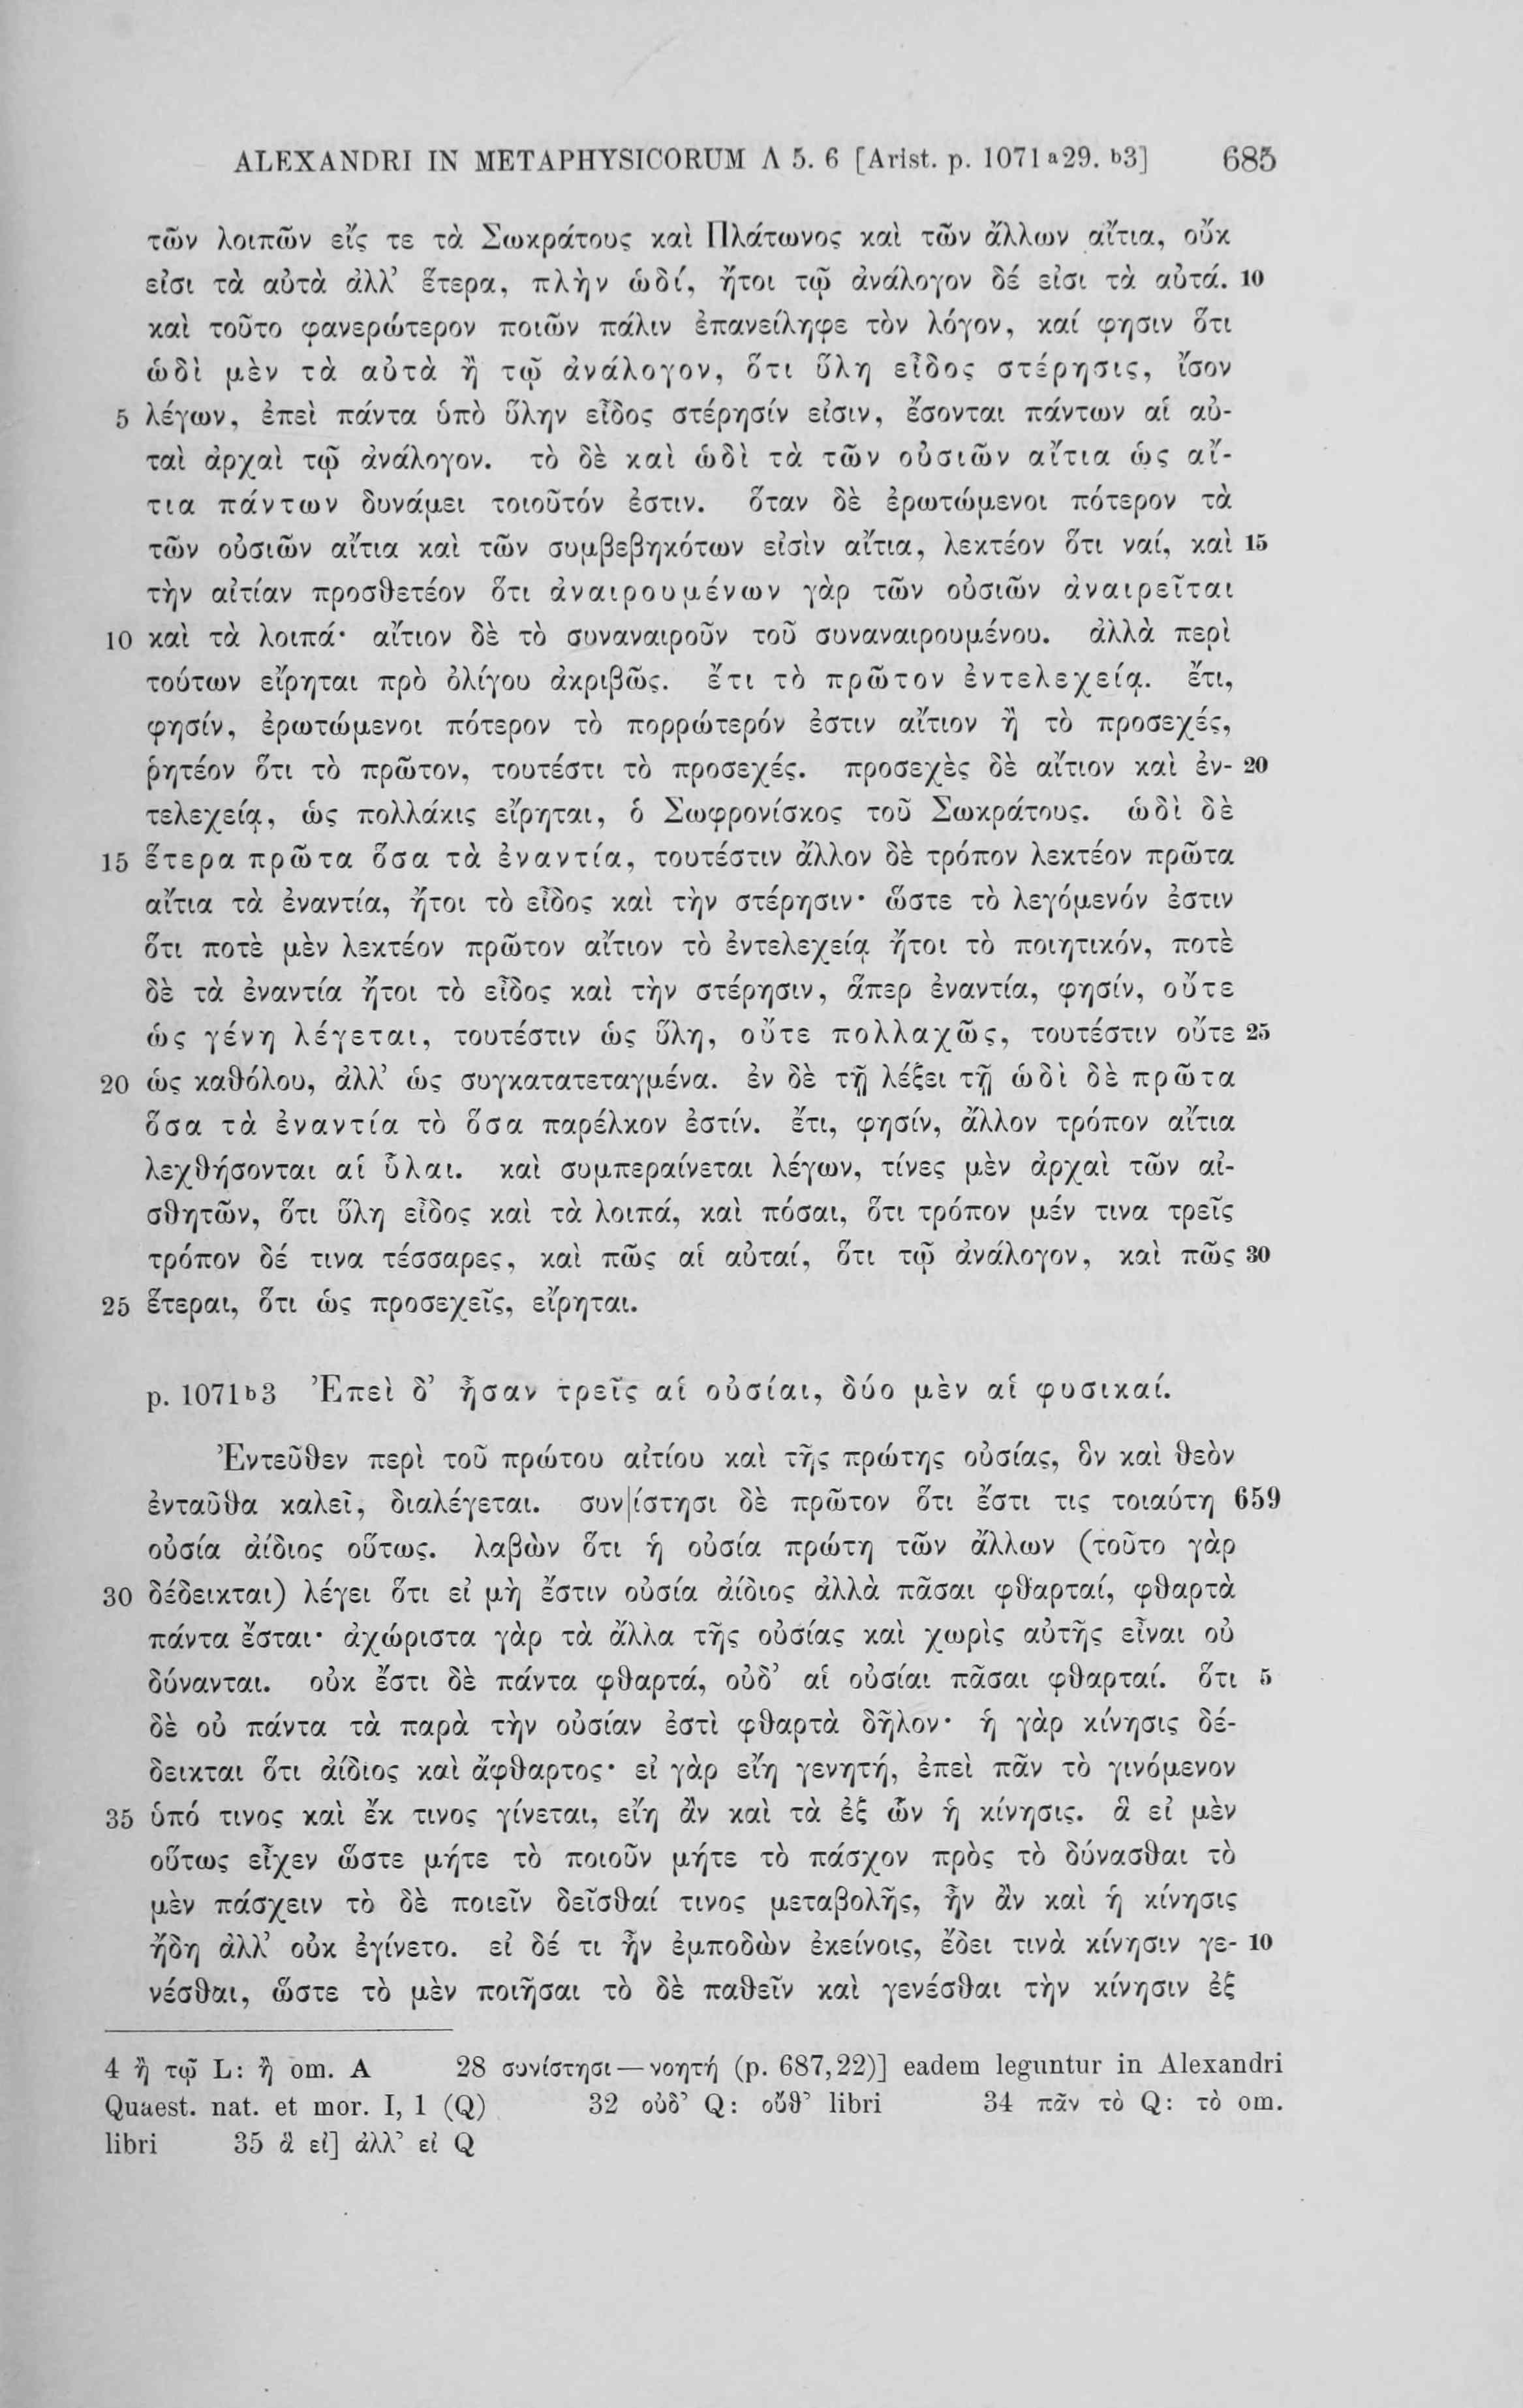 ALEXANDRI IN METAPHYSICORUM Λ 5. 6 [Arist. p. 1071 a 29. b 3] 685
τῶν λοιπῶν εἴς τε τὰ Σωκράτους καὶ Πλάτωνος καὶ τῶν ἄλλων αἴτια, οὔκ
εἰσι τὰ αὐτὰ ἀλλ’ ἕτερα, πλὴν ὡδί, ἤτοι τῷ ἀνάλογον δέ εἰσι τὰ αὐτά. 10
καὶ τοῦτο φανερώτερον ποιῶν πάλιν ἐπανείληφε τὸν λόγον, καί φησιν ὅτι
ὡδὶ μὲν τὰ αὐτὰ ἢ τῷ ἀνάλογον, ὅτι ὕλη εἶδος στέρησις, ἴσον
5 λέγων, ἐπεὶ πάντα ὑπὸ ὕλην εἶδος στέρησίν εἰσιν, ἔσονται πάντων αἱ αὐ-
ταὶ ἀρχαὶ τῷ ἀνάλογον. τὸ δὲ καὶ ὡδὶ τὰ τῶν οὐσιῶν αἴτια ὡς αἴ-
τια πάντων δυνάμει τοιοῦτόν ἐστιν. ὅταν δὲ ἐρωτώμενοι πότερον τὰ
τῶν οὐσιῶν αἴτια καὶ τῶν συμβεβηκότων εἰσὶν αἴτια, λεκτέον ὅτι ναί, καὶ 15
τὴν αἰτίαν προσθετέον ὅτι ἀναιρουμένων γὰρ τῶν οὐσιῶν ἀναιρεῖται
10 καὶ τὰ λοιπά· αἴτιον δὲ τὸ συναναιροῦν τοῦ συναναιρουμένου. ἀλλὰ περὶ
τούτων εἴρηται πρὸ ὀλίγου ἀκριβῶς. ἔτι τὸ πρῶτον ἐντελεχείᾳ. ἔτι,
φησίν, ἐρωτώμενοι πότερον τὸ πορρώτερόν ἐστιν αἴτιον ἢ τὸ προσεχές,
ῥητέον ὅτι τὸ πρῶτον, τουτέστι τὸ προσεχές. προσεχὲς δὲ αἴτιον καὶ ἐν- 20
τελεχείᾳ, ὡς πολλάκις εἴρηται, ὁ Σωφρονίσκος τοῦ Σωκράτους. ὡδὶ δὲ
15 ἕτερα πρῶτα ὅσα τὰ ἐναντία, τουτέστιν ἄλλον δὲ τρόπον λεκτέον πρῶτα
αἴτια τὰ ἐναντία, ἤτοι τὸ εἶδος καὶ τὴν στέρησιν· ὥστε τὸ λεγόμενόν ἐστιν
ὅτι ποτὲ μὲν λεκτέον πρῶτον αἴτιον τὸ ἐντελεχείᾳ ἤτοι τὸ ποιητικόν, ποτὲ
δὲ τὰ ἐναντία ἤτοι τὸ εἶδος καὶ τὴν στέρησιν, ἅπερ ἐναντία, φησίν, οὔτε
ὡς γένη λέγεται, τουτέστιν ὡς ὕλη, οὔτε πολλαχῶς, τουτέστιν οὔτε 25
20 ὡς καθόλου, ἀλλ’ ὡς συγκατατεταγμένα. ἐν δὲ τῇ λέξει τῇ ὡδὶ δὲ πρῶτα
ὅσα τὰ ἐναντία τὸ ὅσα παρέλκον ἐστίν. ἔτι, φησίν, ἄλλον τρόπον αἴτια
λεχθήσονται αἱ ὗλαι. καὶ συμπεραίνεται λέγων, τίνες μὲν ἀρχαὶ τῶν αἰ-
σθητῶν, ὅτι ὕλη εἶδος καὶ τὰ λοιπά, καὶ πόσαι, ὅτι τρόπον μέν τινα τρεῖς
τρόπον δέ τινα τέσσαρες, καὶ πῶς αἱ αὐταί, ὅτι τῷ ἀνάλογον, καὶ πῶς 30
25 ἕτεραι, ὅτι ὡς προσεχεῖς, εἴρηται.
p. 1071 b 3 Ἐπεὶ δ’ ἦσαν τρεῖς αἱ οὐσίαι, δύο μὲν αἱ φυσικαί.
Ἐντεῦθεν περὶ τοῦ πρώτου αἰτίου καὶ τῆς πρώτης οὐσίας, ὃν καὶ θεὸν
ἐνταῦθα καλεῖ, διαλέγεται. συν|ίστησι δὲ πρῶτον ὅτι ἔστι τις τοιαύτη 659
οὐσία ἀίδιος οὕτως. λαβὼν ὅτι ἡ οὐσία πρώτη τῶν ἄλλων (τοῦτο γὰρ
30 δέδεικται) λέγει ὅτι εἰ μὴ ἔστιν οὐσία ἀίδιος ἀλλὰ πᾶσαι φθαρταί, φθαρτὰ
πάντα ἔσται· ἀχώριστα γὰρ τὰ ἄλλα τῆς οὐσίας καὶ χωρὶς αὐτῆς εἶναι οὐ
δύνανται. οὐκ ἔστι δὲ πάντα φθαρτά, οὐδ’ αἱ οὐσίαι πᾶσαι φθαρταί. ὅτι 5
δὲ οὐ πάντα τὰ παρὰ τὴν οὐσίαν ἐστὶ φθαρτὰ δῆλον· ἡ γὰρ κίνησις δέ-
δεικται ὅτι ἀίδιος καὶ ἄφθαρτος· εἰ γὰρ εἴη γενητή, ἐπεὶ πᾶν τὸ γινόμενον
35 ὑπό τινος καὶ ἔκ τινος γίνεται, εἴη ἂν καὶ τὰ ἐξ ὧν ἡ κίνησις. ἃ εἰ μὲν
οὕτως εἶχεν ὥστε μήτε τὸ ποιοῦν μήτε τὸ πάσχον πρὸς τὸ δύνασθαι τὸ
μὲν πάσχειν τὸ δὲ ποιεῖν δεῖσθαί τινος μεταβολῆς, ἦν ἂν καὶ ἡ κίνησις
ἤδη ἀλλ’ οὐκ ἐγίνετο. εἰ δέ τι ἦν ἐμποδὼν ἐκείνοις, ἔδει τινὰ κίνησιν γε- 10
νέσθαι, ὥστε τὸ μὲν ποιῆσαι τὸ δὲ παθεῖν καὶ γενέσθαι τὴν κίνησιν ἐξ
4 ἢ τῷ L: ἢ om. A 28 συνίστησι — νοητή (p. 687,22)] eadem leguntur in Alexandri
Quaest. nat. et mor. I, 1 (Q) 32 οὐδ’ Q: οὔθ’ libri 34 πᾶν τὸ Q: τὸ om.
libri 35 ἃ εἰ] ἀλλ’ εἰ Q